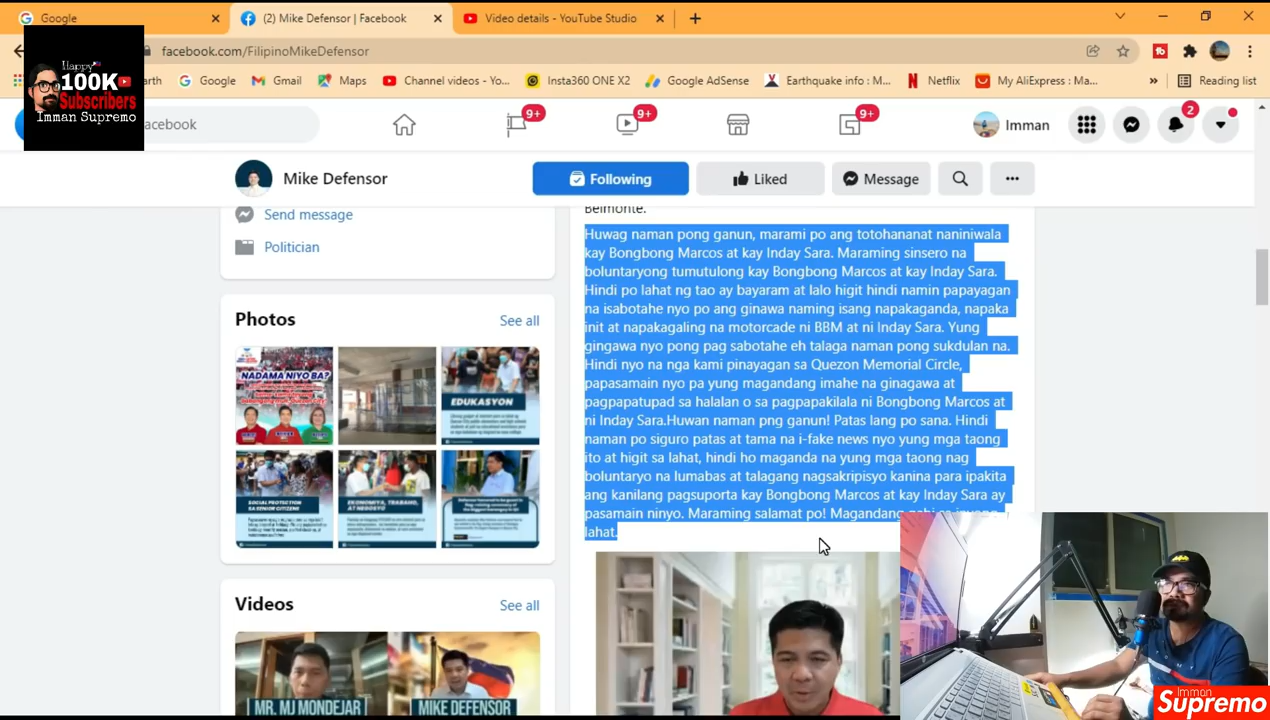 Google
(2) Mike Defensor | Facebook
Video details - YouTube Studio
facebook.com/FilipinoMikeDefensor
Happy
100K
Subscribers
Imman Supremo
arth
Google
Gmail
Maps
Channel videos - Yo...
Insta360 ONE X2
Google AdSense
Earthquake info : M...
Netflix
My AliExpress : Ma...
»
Reading list
acebook
9+
9+
9+
Imman
2
Mike Defensor
Following
Liked
Message
Send message
Politician
Photos
See all
NADAMA NIYO BA?
EDUKASYON
SOCIAL PROTECTION
SA SENIOR CITIZENS
EKONOMIYA, TRABAHO,
AT NEGOSYO
Videos
See all
MR. MJ MONDEJAR
MIKE DEFENSOR
Belmonte.
Huwag naman pong ganun, marami po ang totohananat naniniwala
kay Bongbong Marcos at kay Inday Sara. Maraming sinsero na
boluntaryong tumutulong kay Bongbong Marcos at kay Inday Sara.
Hindi po lahat ng tao ay bayaram at lalo higit hindi namin papayagan
na isabotahe nyo po ang ginawa naming isang napakaganda, napaka
init at napakagaling na motorcade ni BBM at ni Inday Sara. Yung
gingawa nyo pong pag sabotahe eh talaga naman pong sukdulan na.
Hindi nyo na nga kami pinayagan sa Quezon Memorial Circle,
papasamain nyo pa yung magandang imahe na ginagawa at
pagpapatupad sa halalan o sa pagpapakilala ni Bongbong Marcos at
ni Inday Sara.Huwan naman png ganun! Patas lang po sana. Hindi
naman po siguro patas at tama na i-fake news nyo yung mga taong
ito at higit sa lahat, hindi ho maganda na yung mga taong nag
boluntaryo na lumabas at talagang nagsakripisyo kanina para ipakita
ang kanilang pagsuporta kay Bongbong Marcos at kay Inday Sara ay
pasamain ninyo. Maraming salamat po! Magandang
lahat.
Imman
Supremo